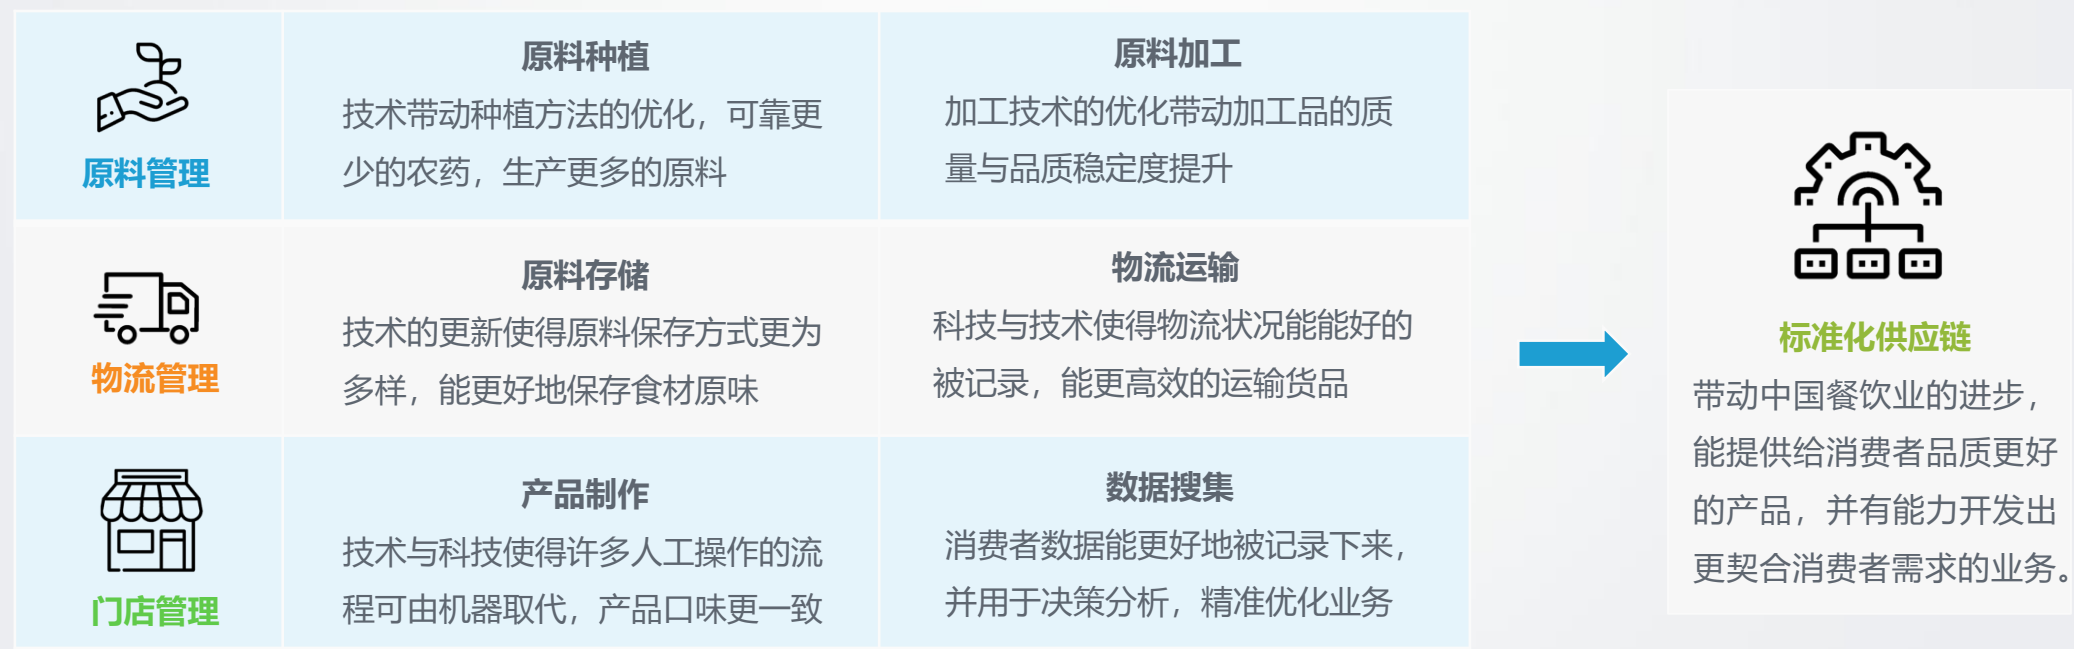 原料管理
原料种植
技术带动种植方法的优化，可靠更
少的农药，生产更多的原料
原料加工
加工技术的优化带动加工品的质
量与品质稳定度提升
物流管理
原料存储
技术的更新使得原料保存方式更为
多样，能更好地保存食材原味
物流运输
科技与技术使得物流状况能能好的
被记录，能更高效的运输货品
门店管理
产品制作
技术与科技使得许多人工操作的流
程可由机器取代，产品口味更一致
数据搜集
消费者数据能更好地被记录下来，
并用于决策分析，精准优化业务
标准化供应链
带动中国餐饮业的进步，
能提供给消费者品质更好
的产品，并有能力开发出
更契合消费者需求的业务。